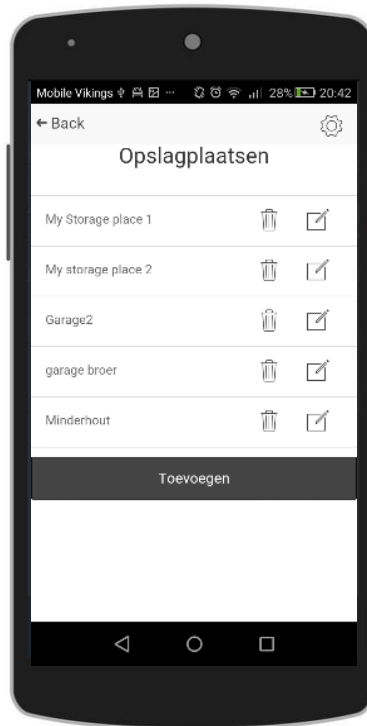 Mobile Vikings ... 28% 20:42
← Back
Opslagplaatsen
My Storage place 1
My storage place 2
Garage2
garage broer
Minderhout
Toevoegen